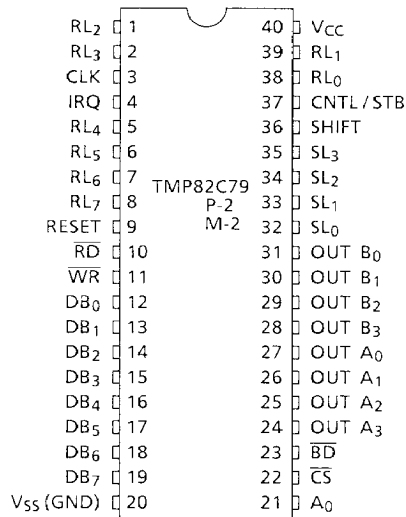 RL2 1 40 VCC
RL3 2 39 RL1
CLK 3 38 RL0
IRQ 4 37 CNTL/STB
RL4 5 36 SHIFT
RL5 6 35 SL3
RL6 7 34 SL2
TMP82C79
RL7 8 33 SL1
P-2
RESET 9 32 SL0
M-2
R̅D̅ 10 31 OUT B0
W̅R̅ 11 30 OUT B1
DB0 12 29 OUT B2
DB1 13 28 OUT B3
DB2 14 27 OUT A0
DB3 15 26 OUT A1
DB4 16 25 OUT A2
DB5 17 24 OUT A3
DB6 18 23 B̅D̅
DB7 19 22 C̅S̅
VSS(GND) 20 21 A0